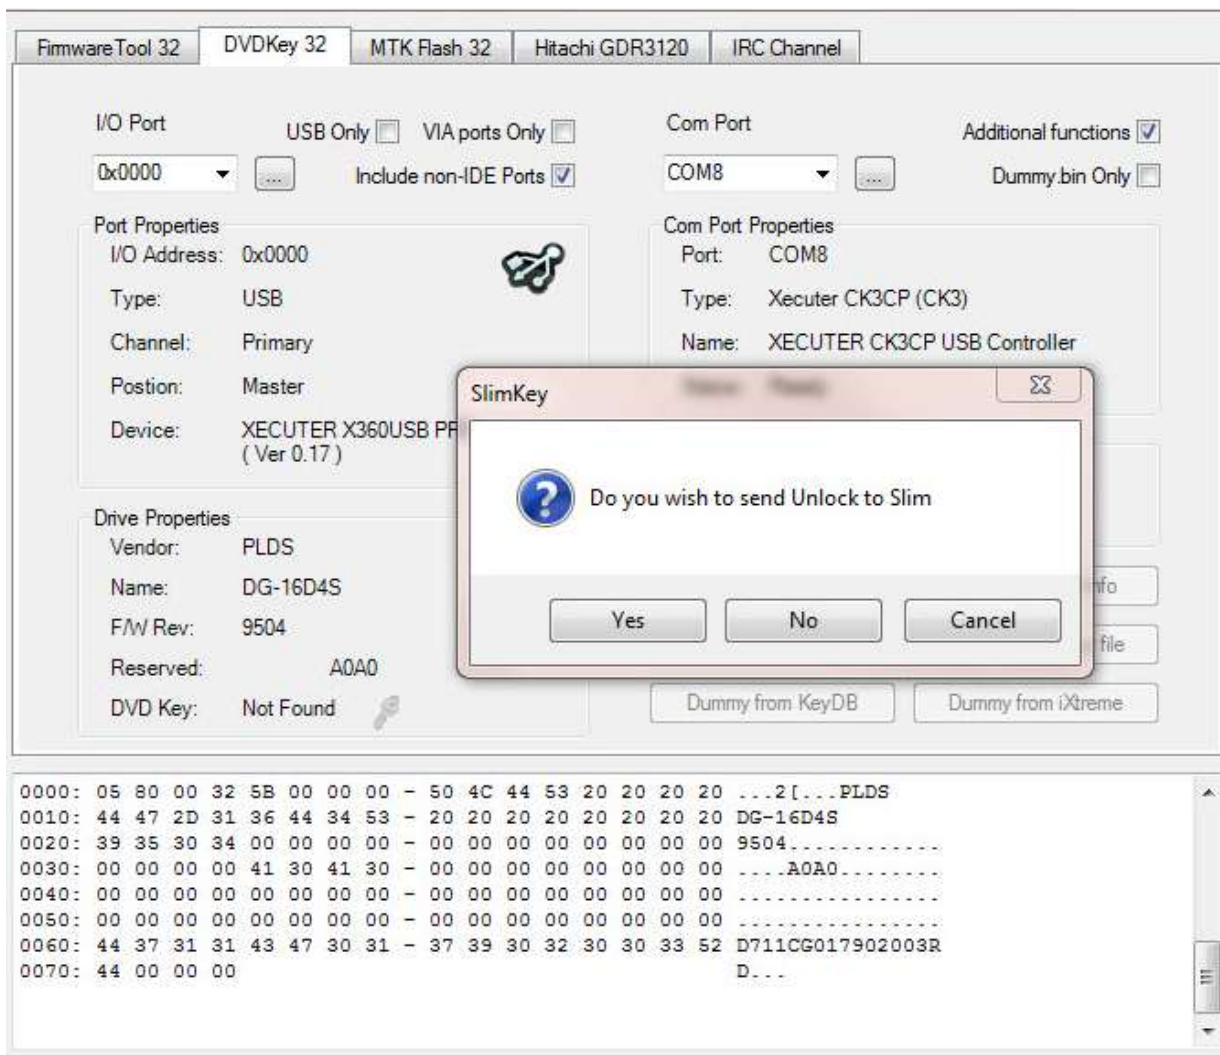 FirmwareTool 32 DVDKey 32 MTK Flash 32 Hitachi GDR3120 IRC Channel
I/O Port USB Only VIA ports Only Com Port Additional functions
0x0000 ... Include non-IDE Ports COM8 ... Dummy.bin Only
Port Properties Com Port Properties
I/O Address: 0x0000 Port: COM8
Type: USB Type: Xecuter CK3CP (CK3)
Channel: Primary Name: XECUTER CK3CP USB Controller
Postion: Master
SlimKey
Device: XECUTER X360USB PR
( Ver 0.17 )
Do you wish to send Unlock to Slim
Drive Properties
Vendor: PLDS
Name: DG-16D4S
nfo
F/W Rev: 9504
Yes No Cancel
file
Reserved: A0A0
DVD Key: Not Found Dummy from KeyDB Dummy from iXtreme
0000: 05 80 00 32 5B 00 00 00 - 50 4C 44 53 20 20 20 20 ...2[...PLDS
0010: 44 47 2D 31 36 44 34 53 - 20 20 20 20 20 20 20 20 DG-16D4S
0020: 39 35 30 34 00 00 00 00 - 00 00 00 00 00 00 00 00 9504............
0030: 00 00 00 00 41 30 41 30 - 00 00 00 00 00 00 00 00 ....A0A0........
0040: 00 00 00 00 00 00 00 00 - 00 00 00 00 00 00 00 00 ................
0050: 00 00 00 00 00 00 00 00 - 00 00 00 00 00 00 00 00 ................
0060: 44 37 31 31 43 47 30 31 - 37 39 30 32 30 30 33 52 D711CG017902003R
0070: 44 00 00 00 D...